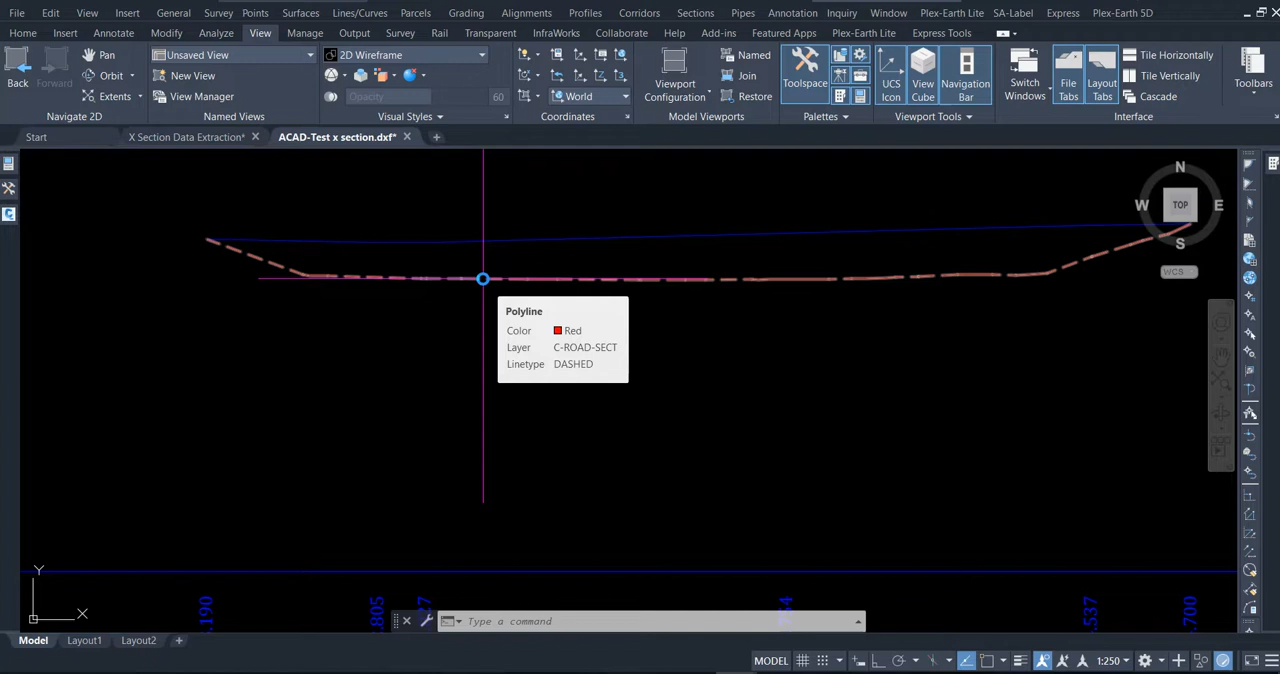 File Edit View Insert General Survey Points Surfaces Lines/Curves Parcels Grading Alignments Profiles Corridors Sections Pipes Annotation Inquiry Window Plex-Earth Lite SA-Label Express Plex-Earth 5D
Home Insert Annotate Modify Analyze View Manage Output Survey Rail Transparent InfraWorks Collaborate Help Add-ins Featured Apps Plex-Earth Lite Express Tools
Pan Unsaved View 2D Wireframe Named Tile Horizontally
Orbit New View Join Tile Vertically
Extents View Manager Opacity 60 World Restore Cascade
Back Forward Viewport Configuration Toolspace UCS Icon View Cube Navigation Bar Switch Windows File Tabs Layout Tabs Toolbars
Navigate 2D Named Views Visual Styles Coordinates Model Viewports Palettes Viewport Tools Interface
Start X Section Data Extraction* ACAD-Test x section.dxf*
N
W TOP E
S
WCS
Polyline
Color Red
Layer C-ROAD-SECT
Linetype DASHED
Y
X
.190 .805 .537 .700
Type a command
Model Layout1 Layout2
MODEL 1:250